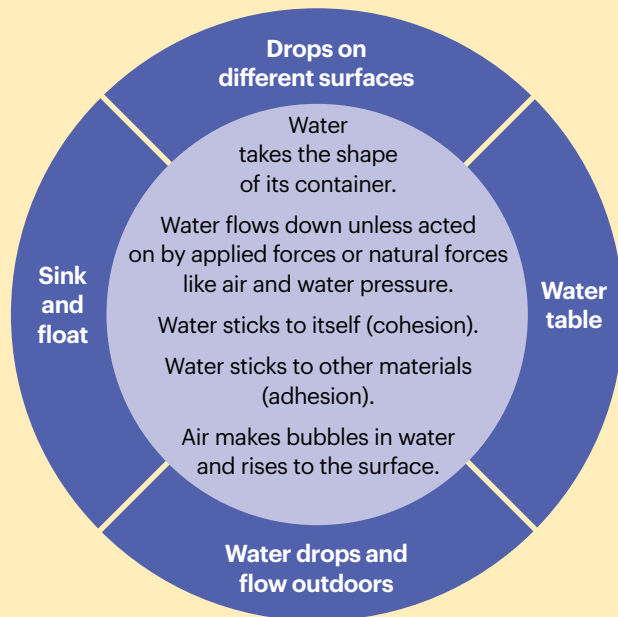 Drops on
different surfaces
Water
takes the shape
of its container.
Water flows down unless acted
on by applied forces or natural forces
like air and water pressure.
Water sticks to itself (cohesion).
Water sticks to other materials
(adhesion).
Air makes bubbles in water
and rises to the surface.
Sink
and
float
Water
table
Water drops and
flow outdoors